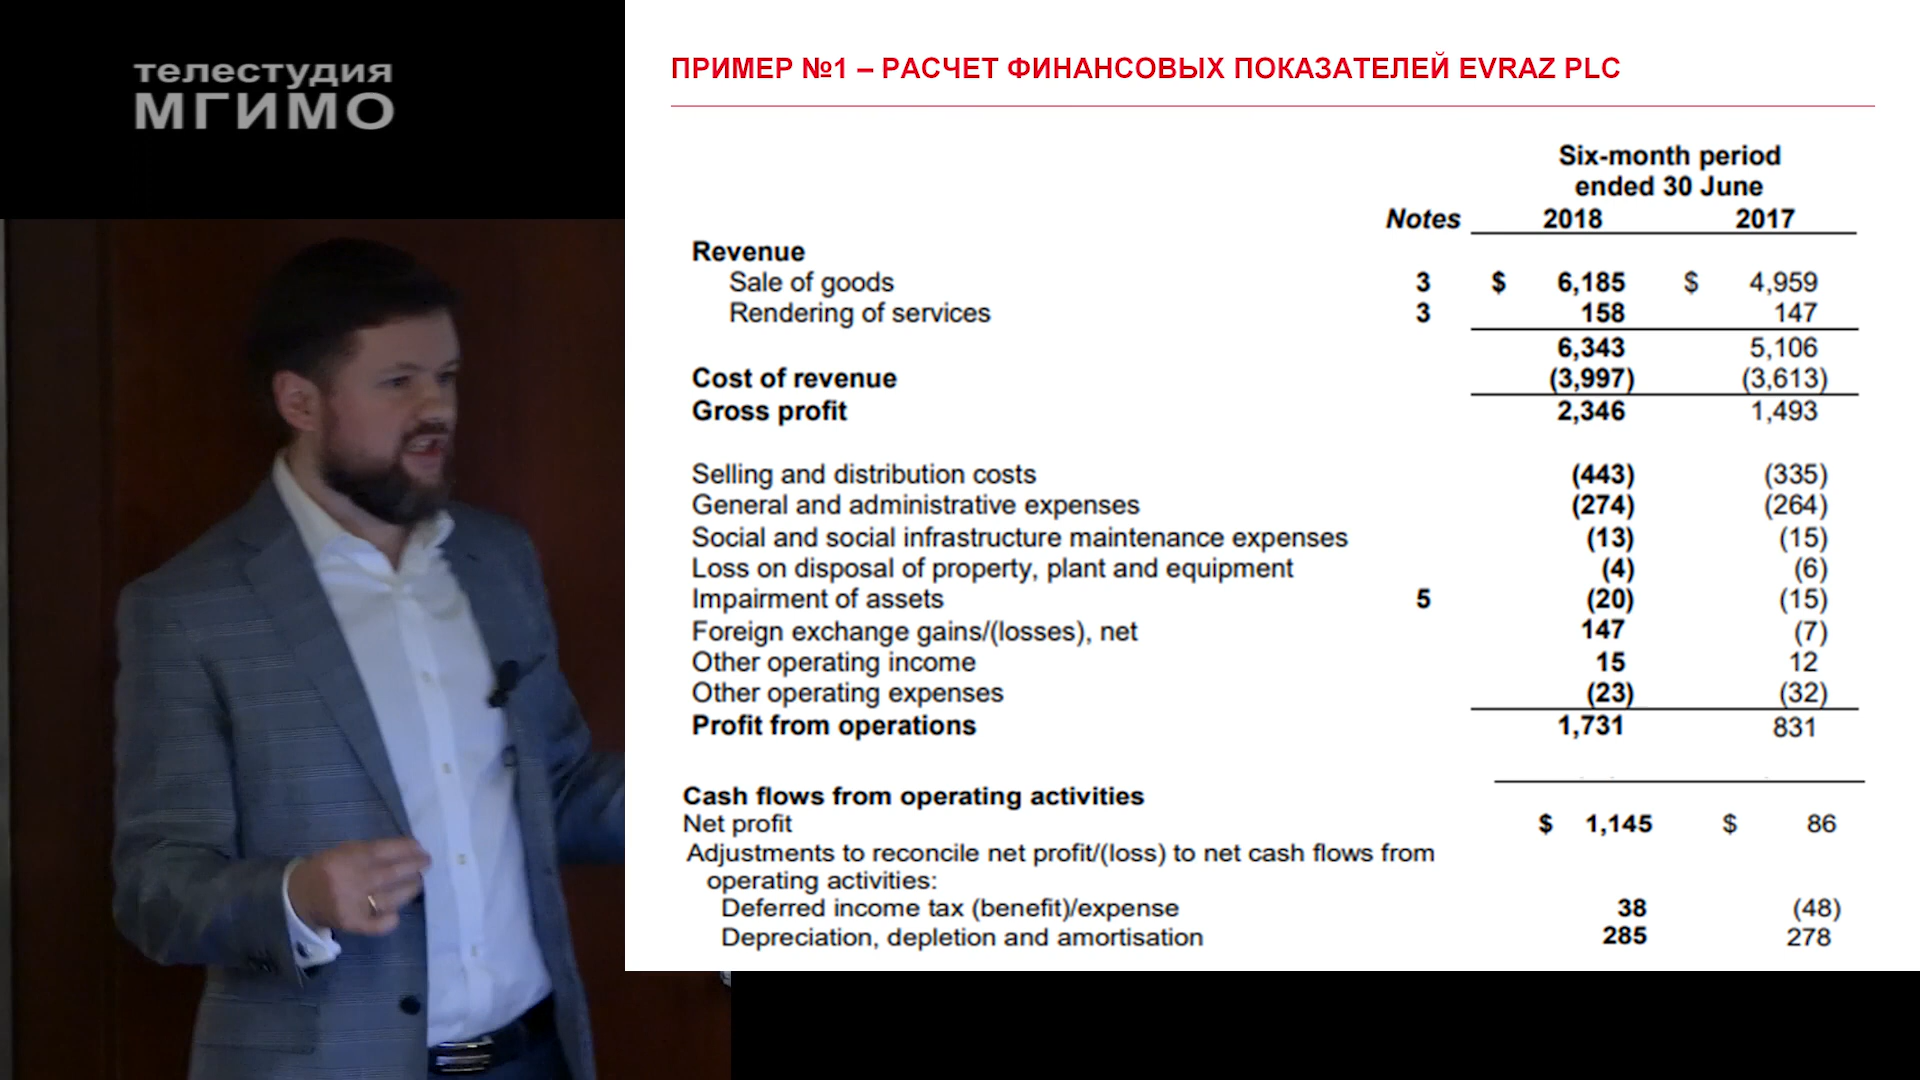 телестудия
МГИМО
ПРИМЕР №1 – РАСЧЕТ ФИНАНСОВЫХ ПОКАЗАТЕЛЕЙ EVRAZ PLC
Six-month period
ended 30 June
Notes 2018 2017
Revenue
Sale of goods 3 $ 6,185 $ 4,959
Rendering of services 3 158 147
6,343 5,106
Cost of revenue (3,997) (3,613)
Gross profit 2,346 1,493
Selling and distribution costs (443) (335)
General and administrative expenses (274) (264)
Social and social infrastructure maintenance expenses (13) (15)
Loss on disposal of property, plant and equipment (4) (6)
Impairment of assets 5 (20) (15)
Foreign exchange gains/(losses), net 147 (7)
Other operating income 15 12
Other operating expenses (23) (32)
Profit from operations 1,731 831
Cash flows from operating activities
Net profit $ 1,145 $ 86
Adjustments to reconcile net profit/(loss) to net cash flows from
operating activities:
Deferred income tax (benefit)/expense 38 (48)
Depreciation, depletion and amortisation 285 278